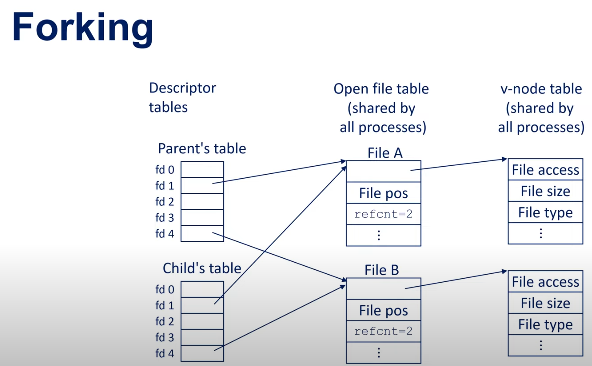 Forking
Descriptor
tables
Open file table
(shared by
all processes)
v-node table
(shared by
all processes)
Parent's table
fd 0
fd 1
fd 2
fd 3
fd 4
File A
File pos
refcnt=2
⋮
File access
File size
File type
⋮
Child's table
fd 0
fd 1
fd 2
fd 3
fd 4
File B
File pos
refcnt=2
⋮
File access
File size
File type
⋮